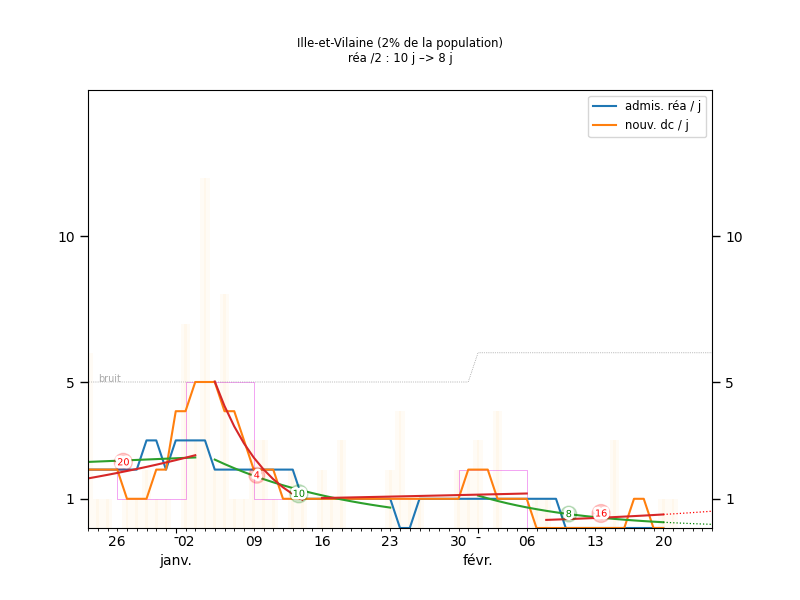 Ille-et-Vilaine (2% de la population)
réa /2 : 10 j –> 8 j
admis. réa / j
nouv. dc / j
10
10
bruit
5
5
20
4
10
8
16
1
1
26
02
09
16
23
30
06
13
20
janv.
févr.